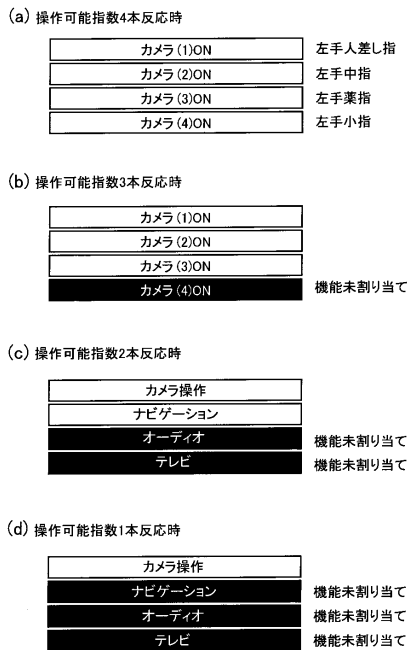 (a) 操作可能指数4本反応時
カメラ(1)ON 左手人差し指
カメラ(2)ON 左手中指
カメラ(3)ON 左手薬指
カメラ(4)ON 左手小指
(b) 操作可能指数3本反応時
カメラ(1)ON
カメラ(2)ON
カメラ(3)ON
カメラ(4)ON 機能未割り当て
(c) 操作可能指数2本反応時
カメラ操作
ナビゲーション
オーディオ 機能未割り当て
テレビ 機能未割り当て
(d) 操作可能指数1本反応時
カメラ操作
ナビゲーション 機能未割り当て
オーディオ 機能未割り当て
テレビ 機能未割り当て